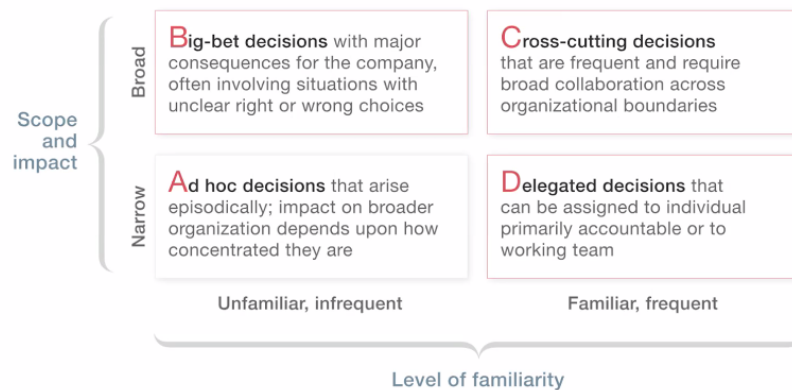 Scope
and
impact
Broad
Big-bet decisions with major
consequences for the company,
often involving situations with
unclear right or wrong choices
Cross-cutting decisions
that are frequent and require
broad collaboration across
organizational boundaries
Narrow
Ad hoc decisions that arise
episodically; impact on broader
organization depends upon how
concentrated they are
Delegated decisions that
can be assigned to individual
primarily accountable or to
working team
Unfamiliar, infrequent
Familiar, frequent
Level of familiarity